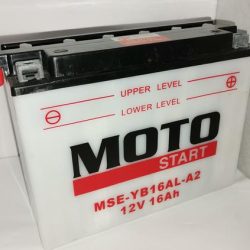 UPPER LEVEL
LOWER LEVEL
MOTO
START
MSE-YB16AL-A2
12V 16Ah